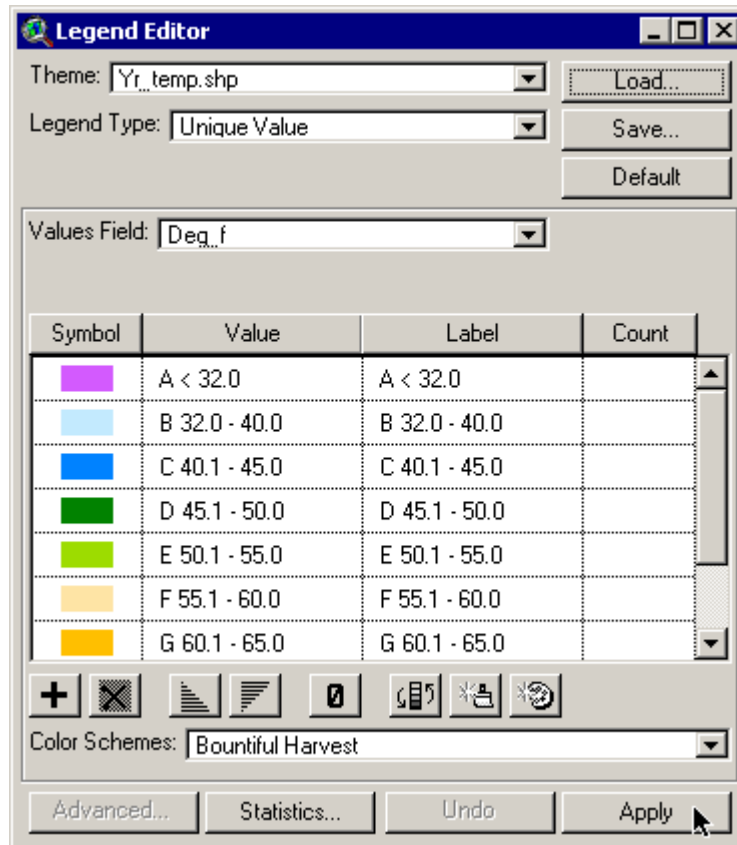 Legend Editor
Theme: Yr_temp.shp
Load...
Legend Type: Unique Value
Save...
Default
Values Field: Deg_f
Symbol Value Label Count
A < 32.0 A < 32.0
B 32.0 - 40.0 B 32.0 - 40.0
C 40.1 - 45.0 C 40.1 - 45.0
D 45.1 - 50.0 D 45.1 - 50.0
E 50.1 - 55.0 E 50.1 - 55.0
F 55.1 - 60.0 F 55.1 - 60.0
G 60.1 - 65.0 G 60.1 - 65.0
0
Color Schemes: Bountiful Harvest
Advanced... Statistics... Undo Apply